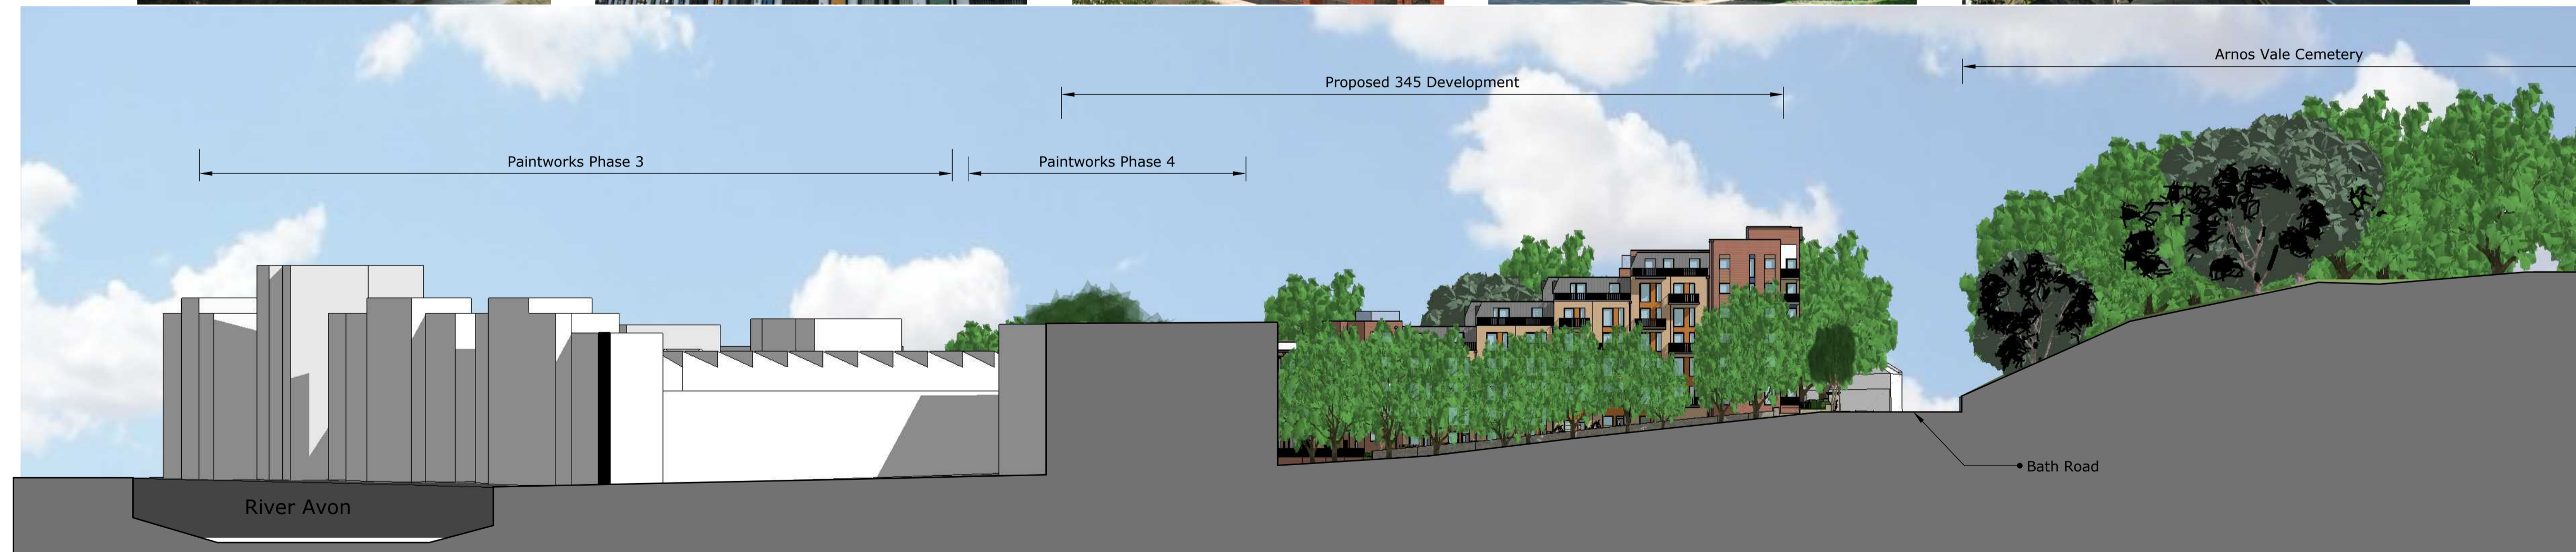 Arnos Vale Cemetery
Proposed 345 Development
Paintworks Phase 3
Paintworks Phase 4
Bath Road
River Avon